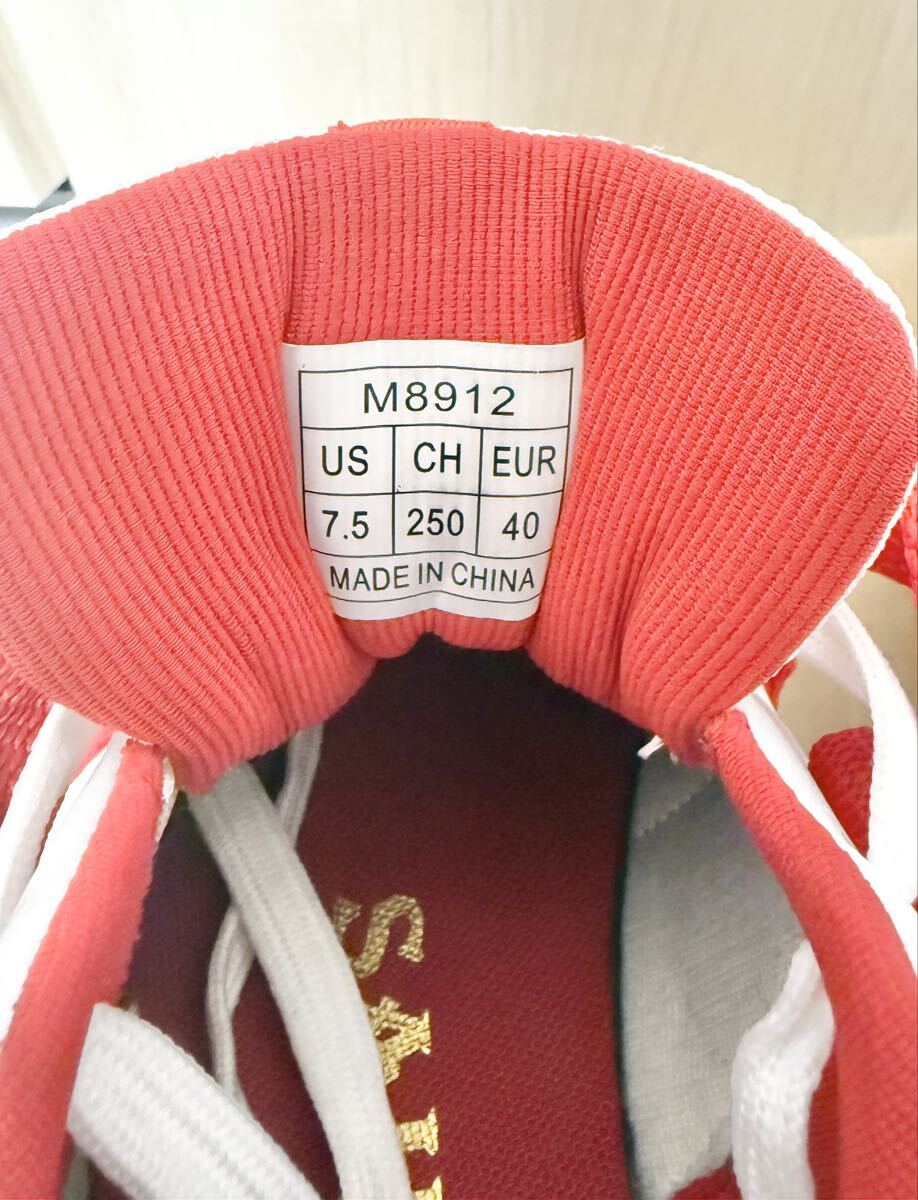 M8912
US CH EUR
7.5 250 40
MADE IN CHINA